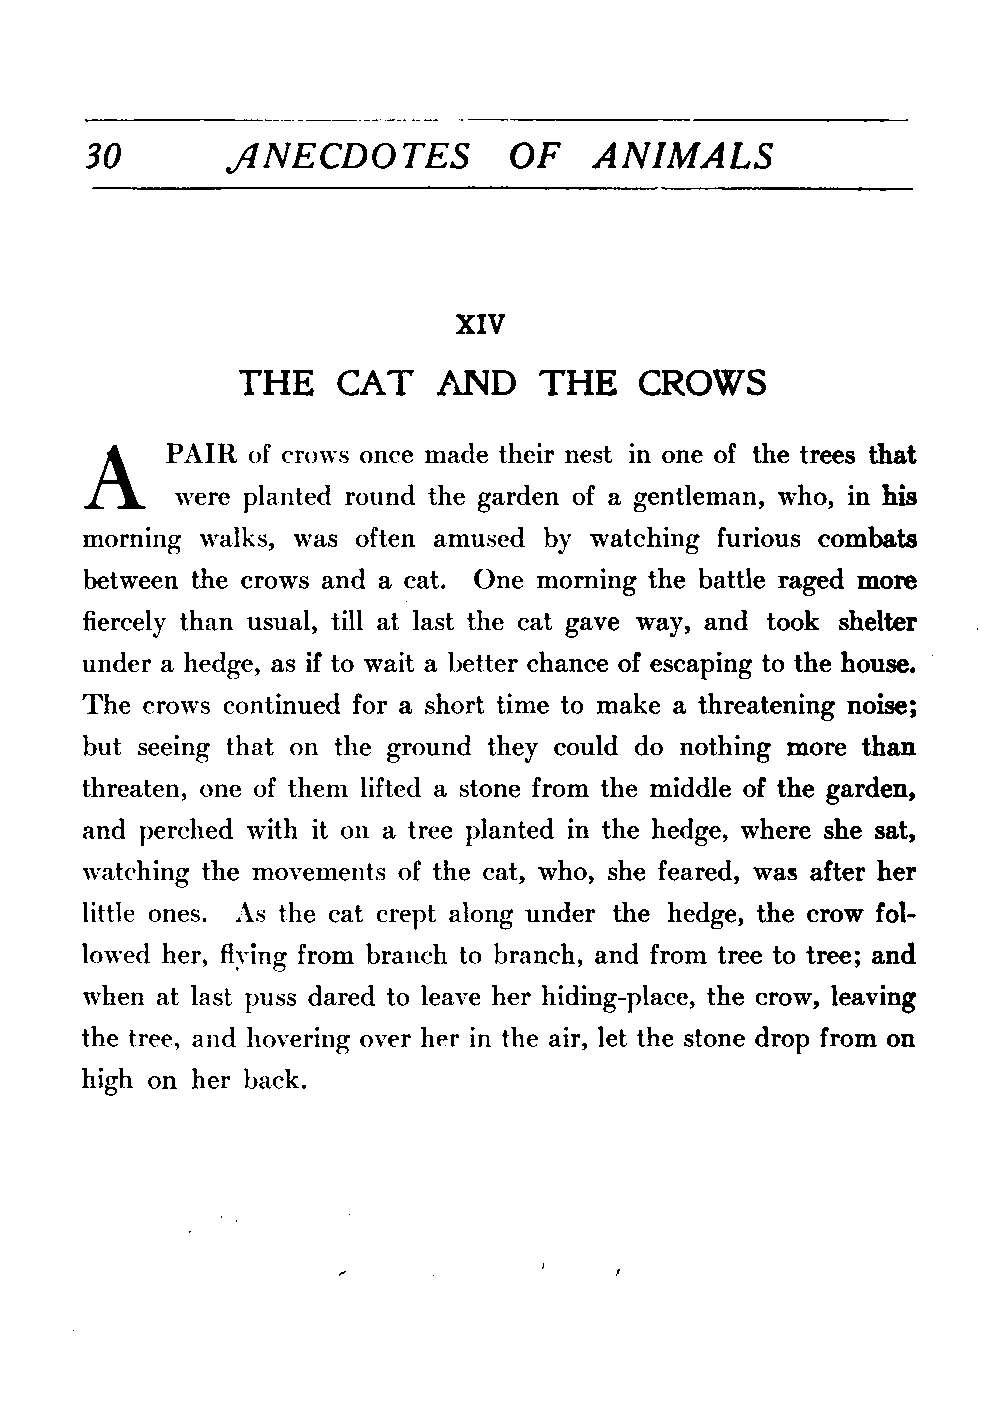 30 ANECDOTES OF ANIMALS
XIV
THE CAT AND THE CROWS
A PAIR of crows once made their nest in one of the trees that
were planted round the garden of a gentleman, who, in his
morning walks, was often amused by watching furious combats
between the crows and a cat. One morning the battle raged more
fiercely than usual, till at last the cat gave way, and took shelter
under a hedge, as if to wait a better chance of escaping to the house.
The crows continued for a short time to make a threatening noise;
but seeing that on the ground they could do nothing more than
threaten, one of them lifted a stone from the middle of the garden,
and perched with it on a tree planted in the hedge, where she sat,
watching the movements of the cat, who, she feared, was after her
little ones. As the cat crept along under the hedge, the crow fol-
lowed her, flying from branch to branch, and from tree to tree; and
when at last puss dared to leave her hiding-place, the crow, leaving
the tree, and hovering over her in the air, let the stone drop from on
high on her back.